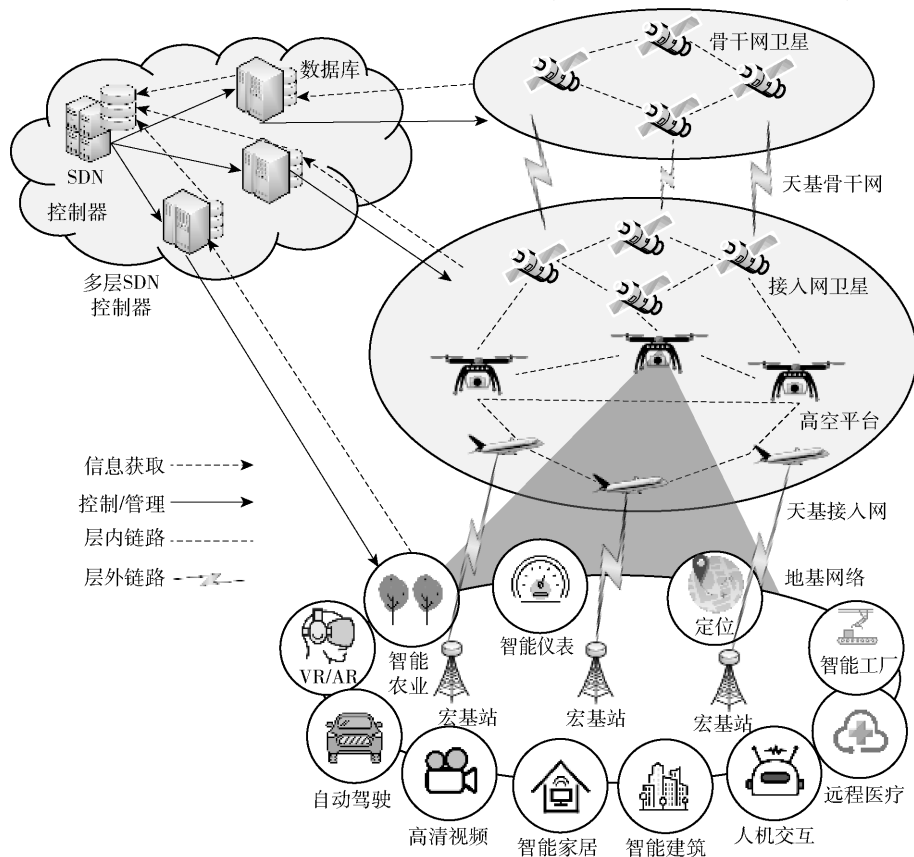 骨干网卫星
数据库
SDN
控制器
天基骨干网
多层SDN
控制器
接入网卫星
高空平台
信息获取
控制/管理
天基接入网
层内链路
层外链路
地基网络
智能仪表
定位
智能
农业
VR/AR
智能工厂
宏基站
宏基站
宏基站
自动驾驶
远程医疗
高清视频
智能家居
智能建筑
人机交互